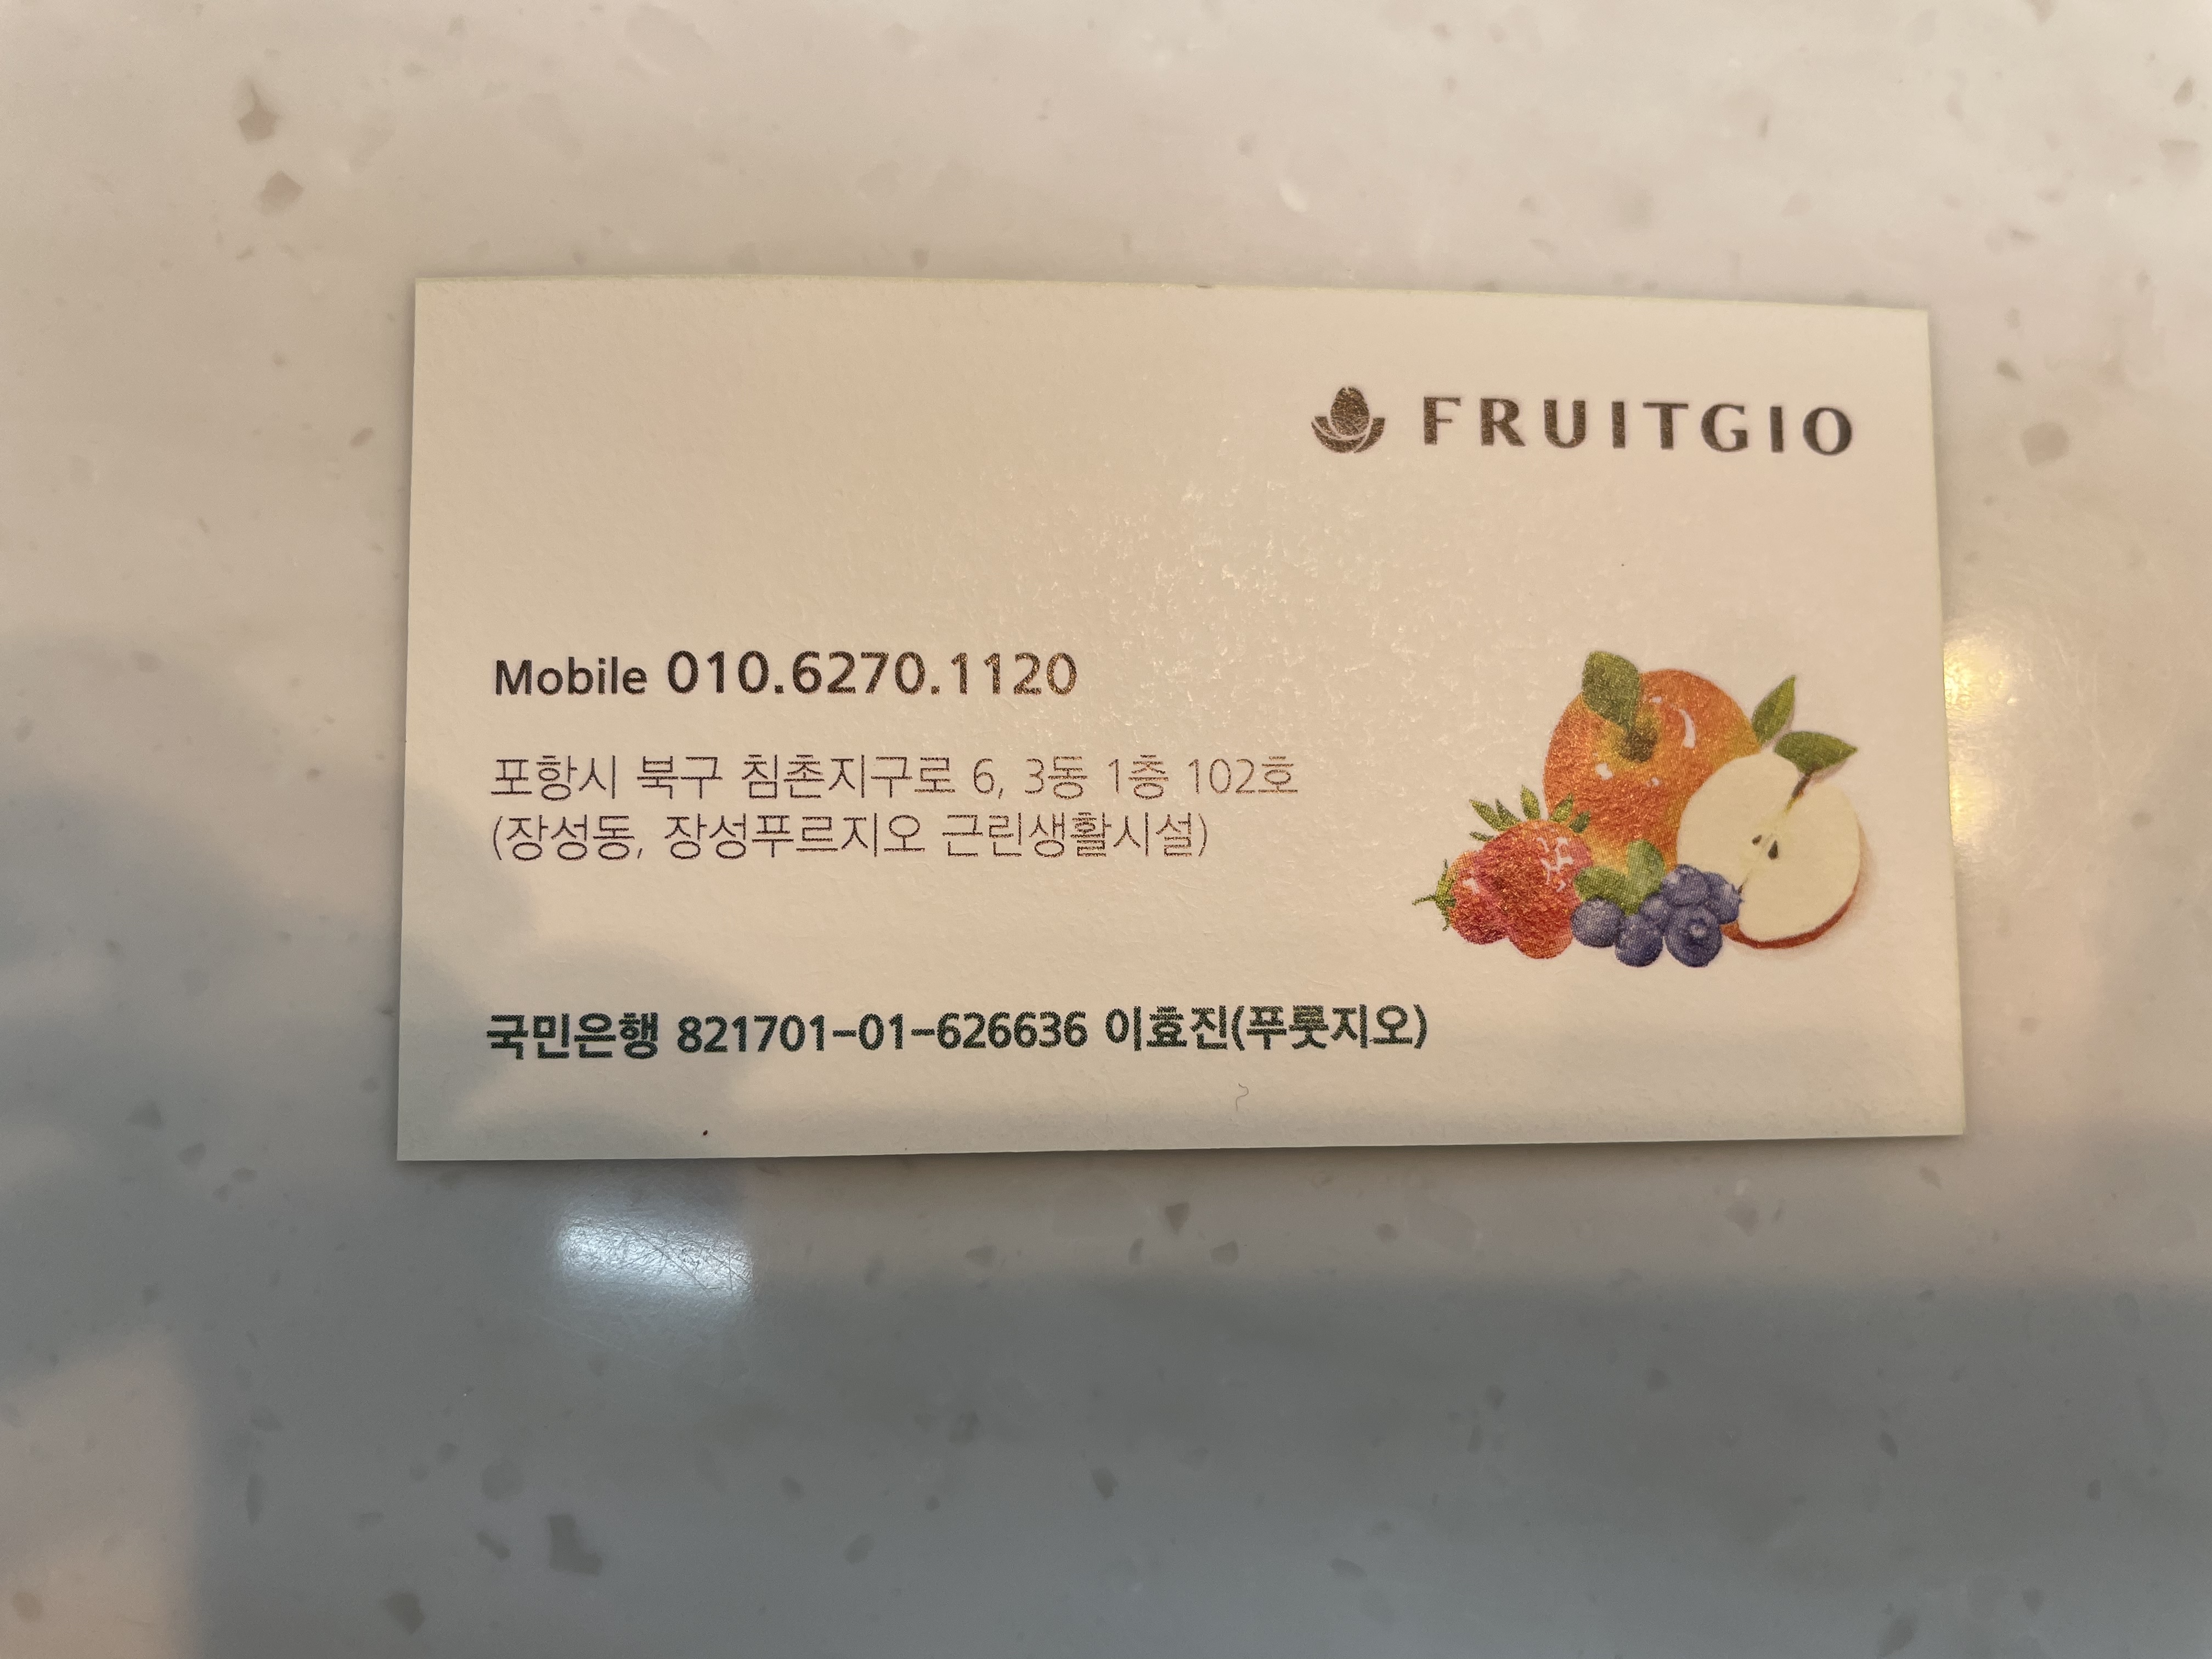 FRUITGIO
Mobile 010.6270.1120
포항시 북구 침촌지구로 6, 3동 1층 102호
(장성동, 장성푸르지오 근린생활시설)
국민은행 821701-01-626636 이효진(푸룻지오)